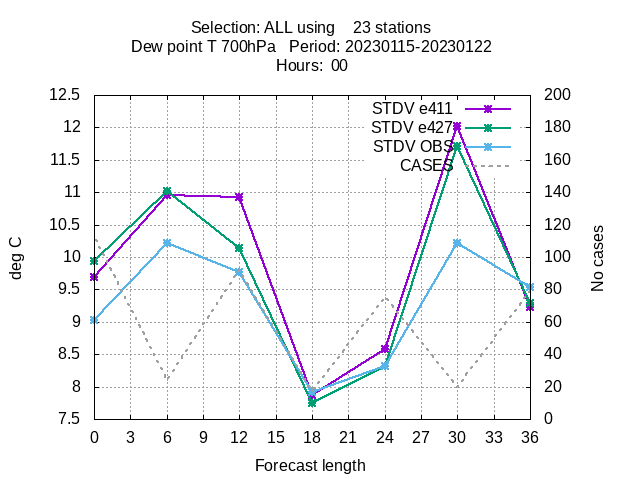 Selection: ALL using    23 stations
Dew point T 700hPa   Period: 20230115-20230122
Hours:  00
12.5
12
11.5
11
10.5
10
9.5
9
8.5
8
7.5
deg C
STDV e411
STDV e427
STDV OBS
CASES
200
180
160
140
120
100
80
60
40
20
0
No cases
0 3 6 9 12 15 18 21 24 27 30 33 36
Forecast length